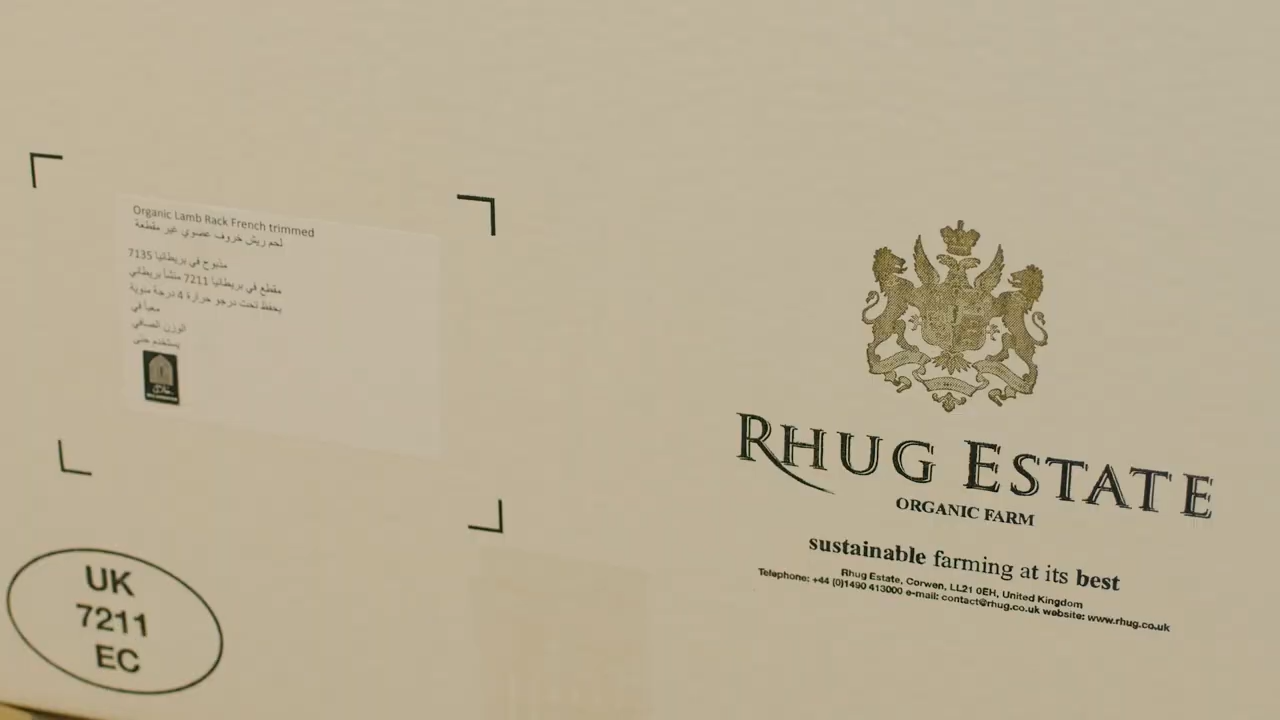 Organic Lamb Rack French trimmed
لحم ريش خروف عضوي غير مقطعة
مذبوح في بريطانيا 7135
مقطع في بريطانيا 7211 منشأ بريطاني
يحفظ تحت درجو حرارة 4 درجة مئوية
معبأ في
الوزن الصافي
يستخدم حتى
حلال
UK
7211
EC
RHUG ESTATE
ORGANIC FARM
sustainable farming at its best
Rhug Estate, Corwen, LL21 0EH, United Kingdom
Telephone: +44 (0)1490 413000 e-mail: contact@rhug.co.uk website: www.rhug.co.uk